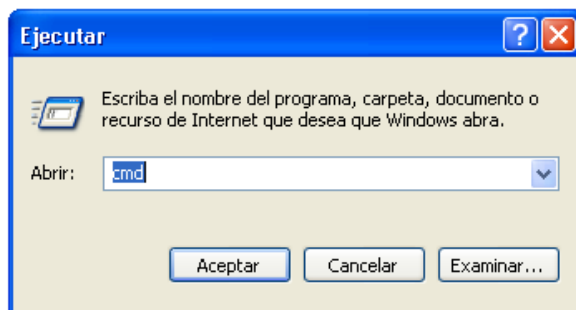 Ejecutar
Escriba el nombre del programa, carpeta, documento o
recurso de Internet que desea que Windows abra.
Abrir: cmd
Aceptar Cancelar Examinar...